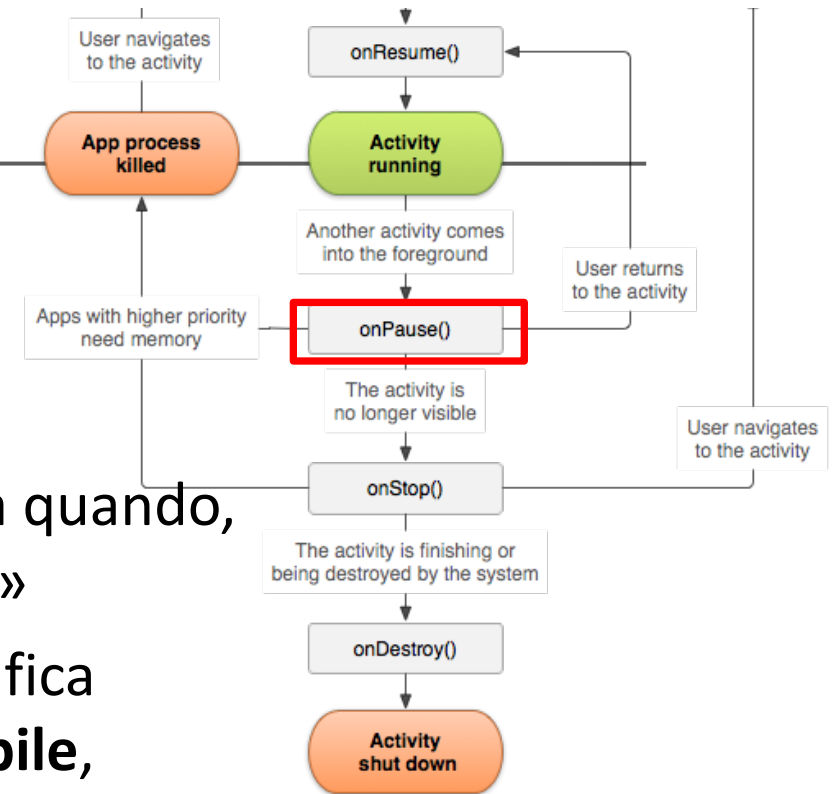 User navigates
to the activity
onResume()
App process
killed
Activity
running
Another activity comes
into the foreground
User returns
to the activity
Apps with higher priority
need memory
onPause()
The activity is
no longer visible
User navigates
to the activity
onStop()
quando,
»
The activity is finishing or
being destroyed by the system
onDestroy()
fica
bile,
Activity
shut down